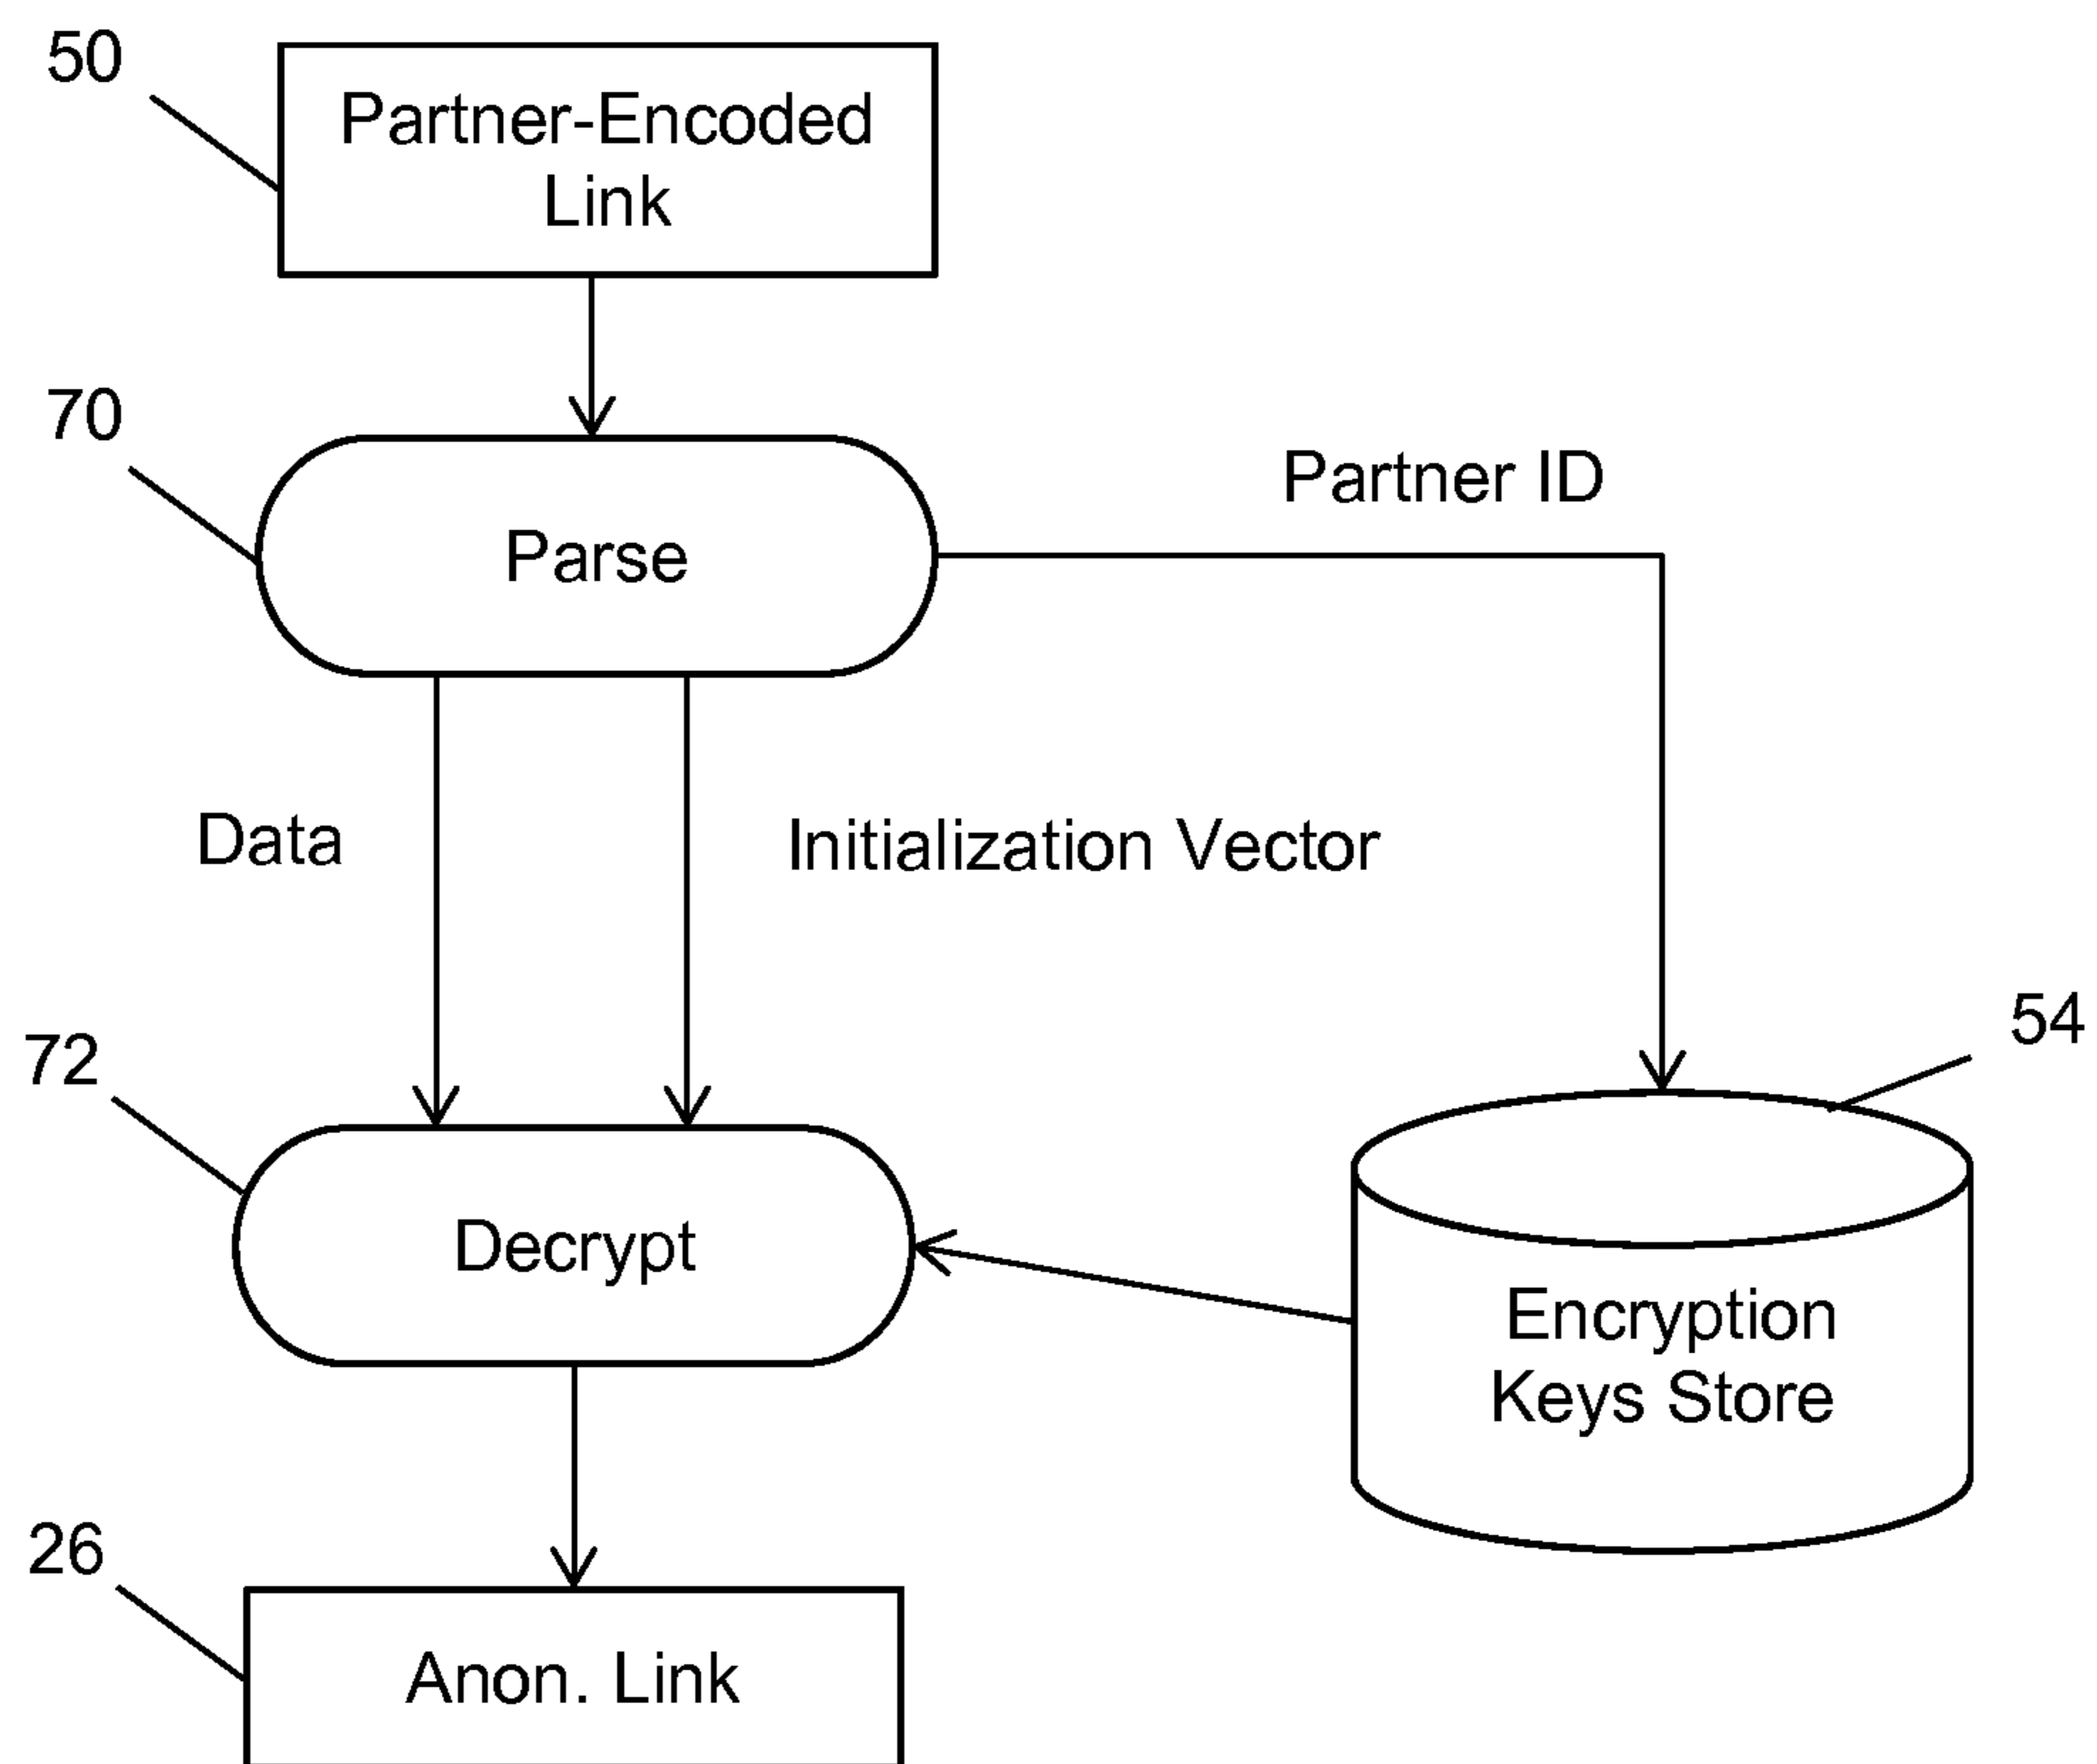 50
Partner-Encoded
Link
70
Partner ID
Parse
Data
Initialization Vector
54
72
Decrypt
Encryption
Keys Store
26
Anon. Link